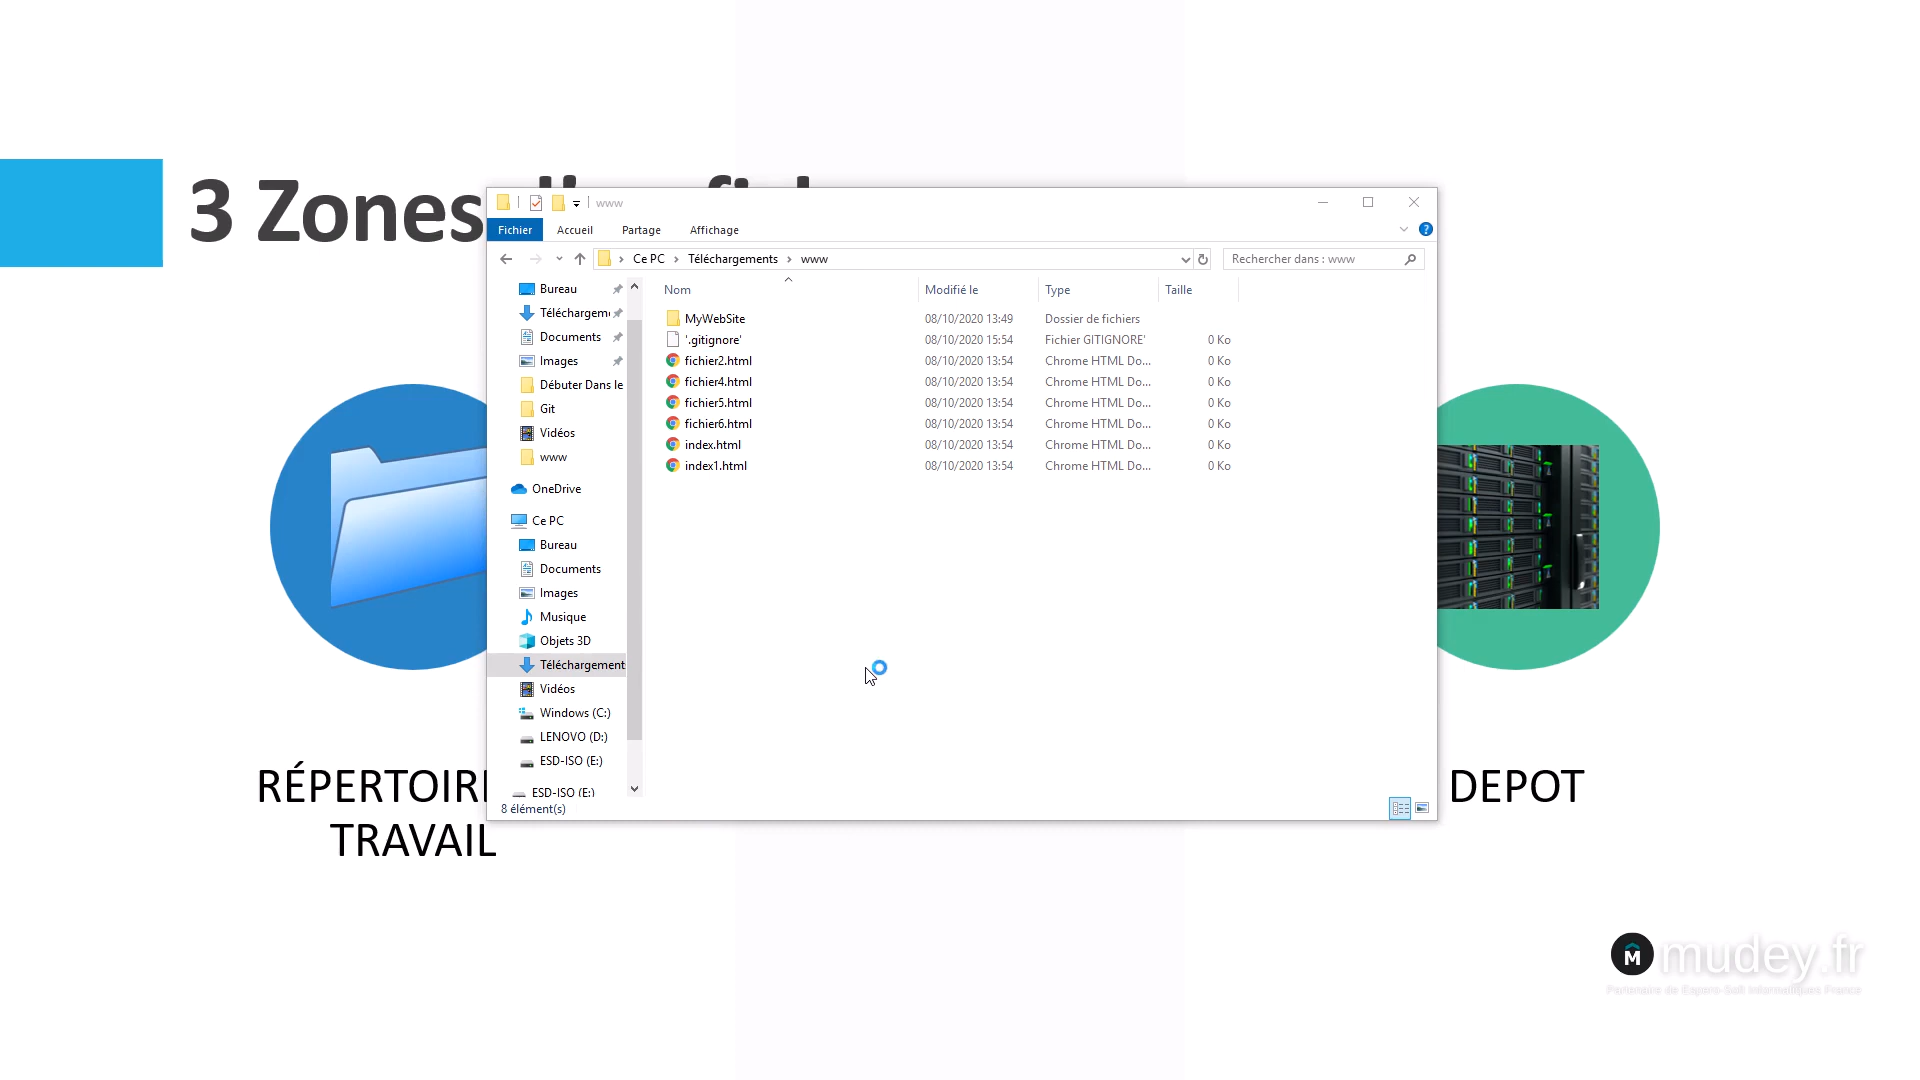 3 Zones
www
Fichier Accueil Partage Affichage
Ce PC Téléchargements www
Rechercher dans : www
Nom Modifié le Type Taille
MyWebSite 08/10/2020 13:49 Dossier de fichiers
'.gitignore' 08/10/2020 15:54 Fichier GITIGNORE' 0 Ko
fichier2.html 08/10/2020 13:54 Chrome HTML Do... 0 Ko
fichier4.html 08/10/2020 13:54 Chrome HTML Do... 0 Ko
fichier5.html 08/10/2020 13:54 Chrome HTML Do... 0 Ko
fichier6.html 08/10/2020 13:54 Chrome HTML Do... 0 Ko
index.html 08/10/2020 13:54 Chrome HTML Do... 0 Ko
index1.html 08/10/2020 13:54 Chrome HTML Do... 0 Ko
Bureau
Téléchargem
Documents
Images
Débuter Dans le
Git
Vidéos
www
OneDrive
Ce PC
Bureau
Documents
Images
Musique
Objets 3D
Téléchargement
Vidéos
Windows (C:)
LENOVO (D:)
ESD-ISO (E:)
ESD-ISO (E:)
8 élément(s)
RÉPERTOIRE
TRAVAIL
DEPOT
M mudey.fr
Partenaire de Espero-Soft Informatiques France